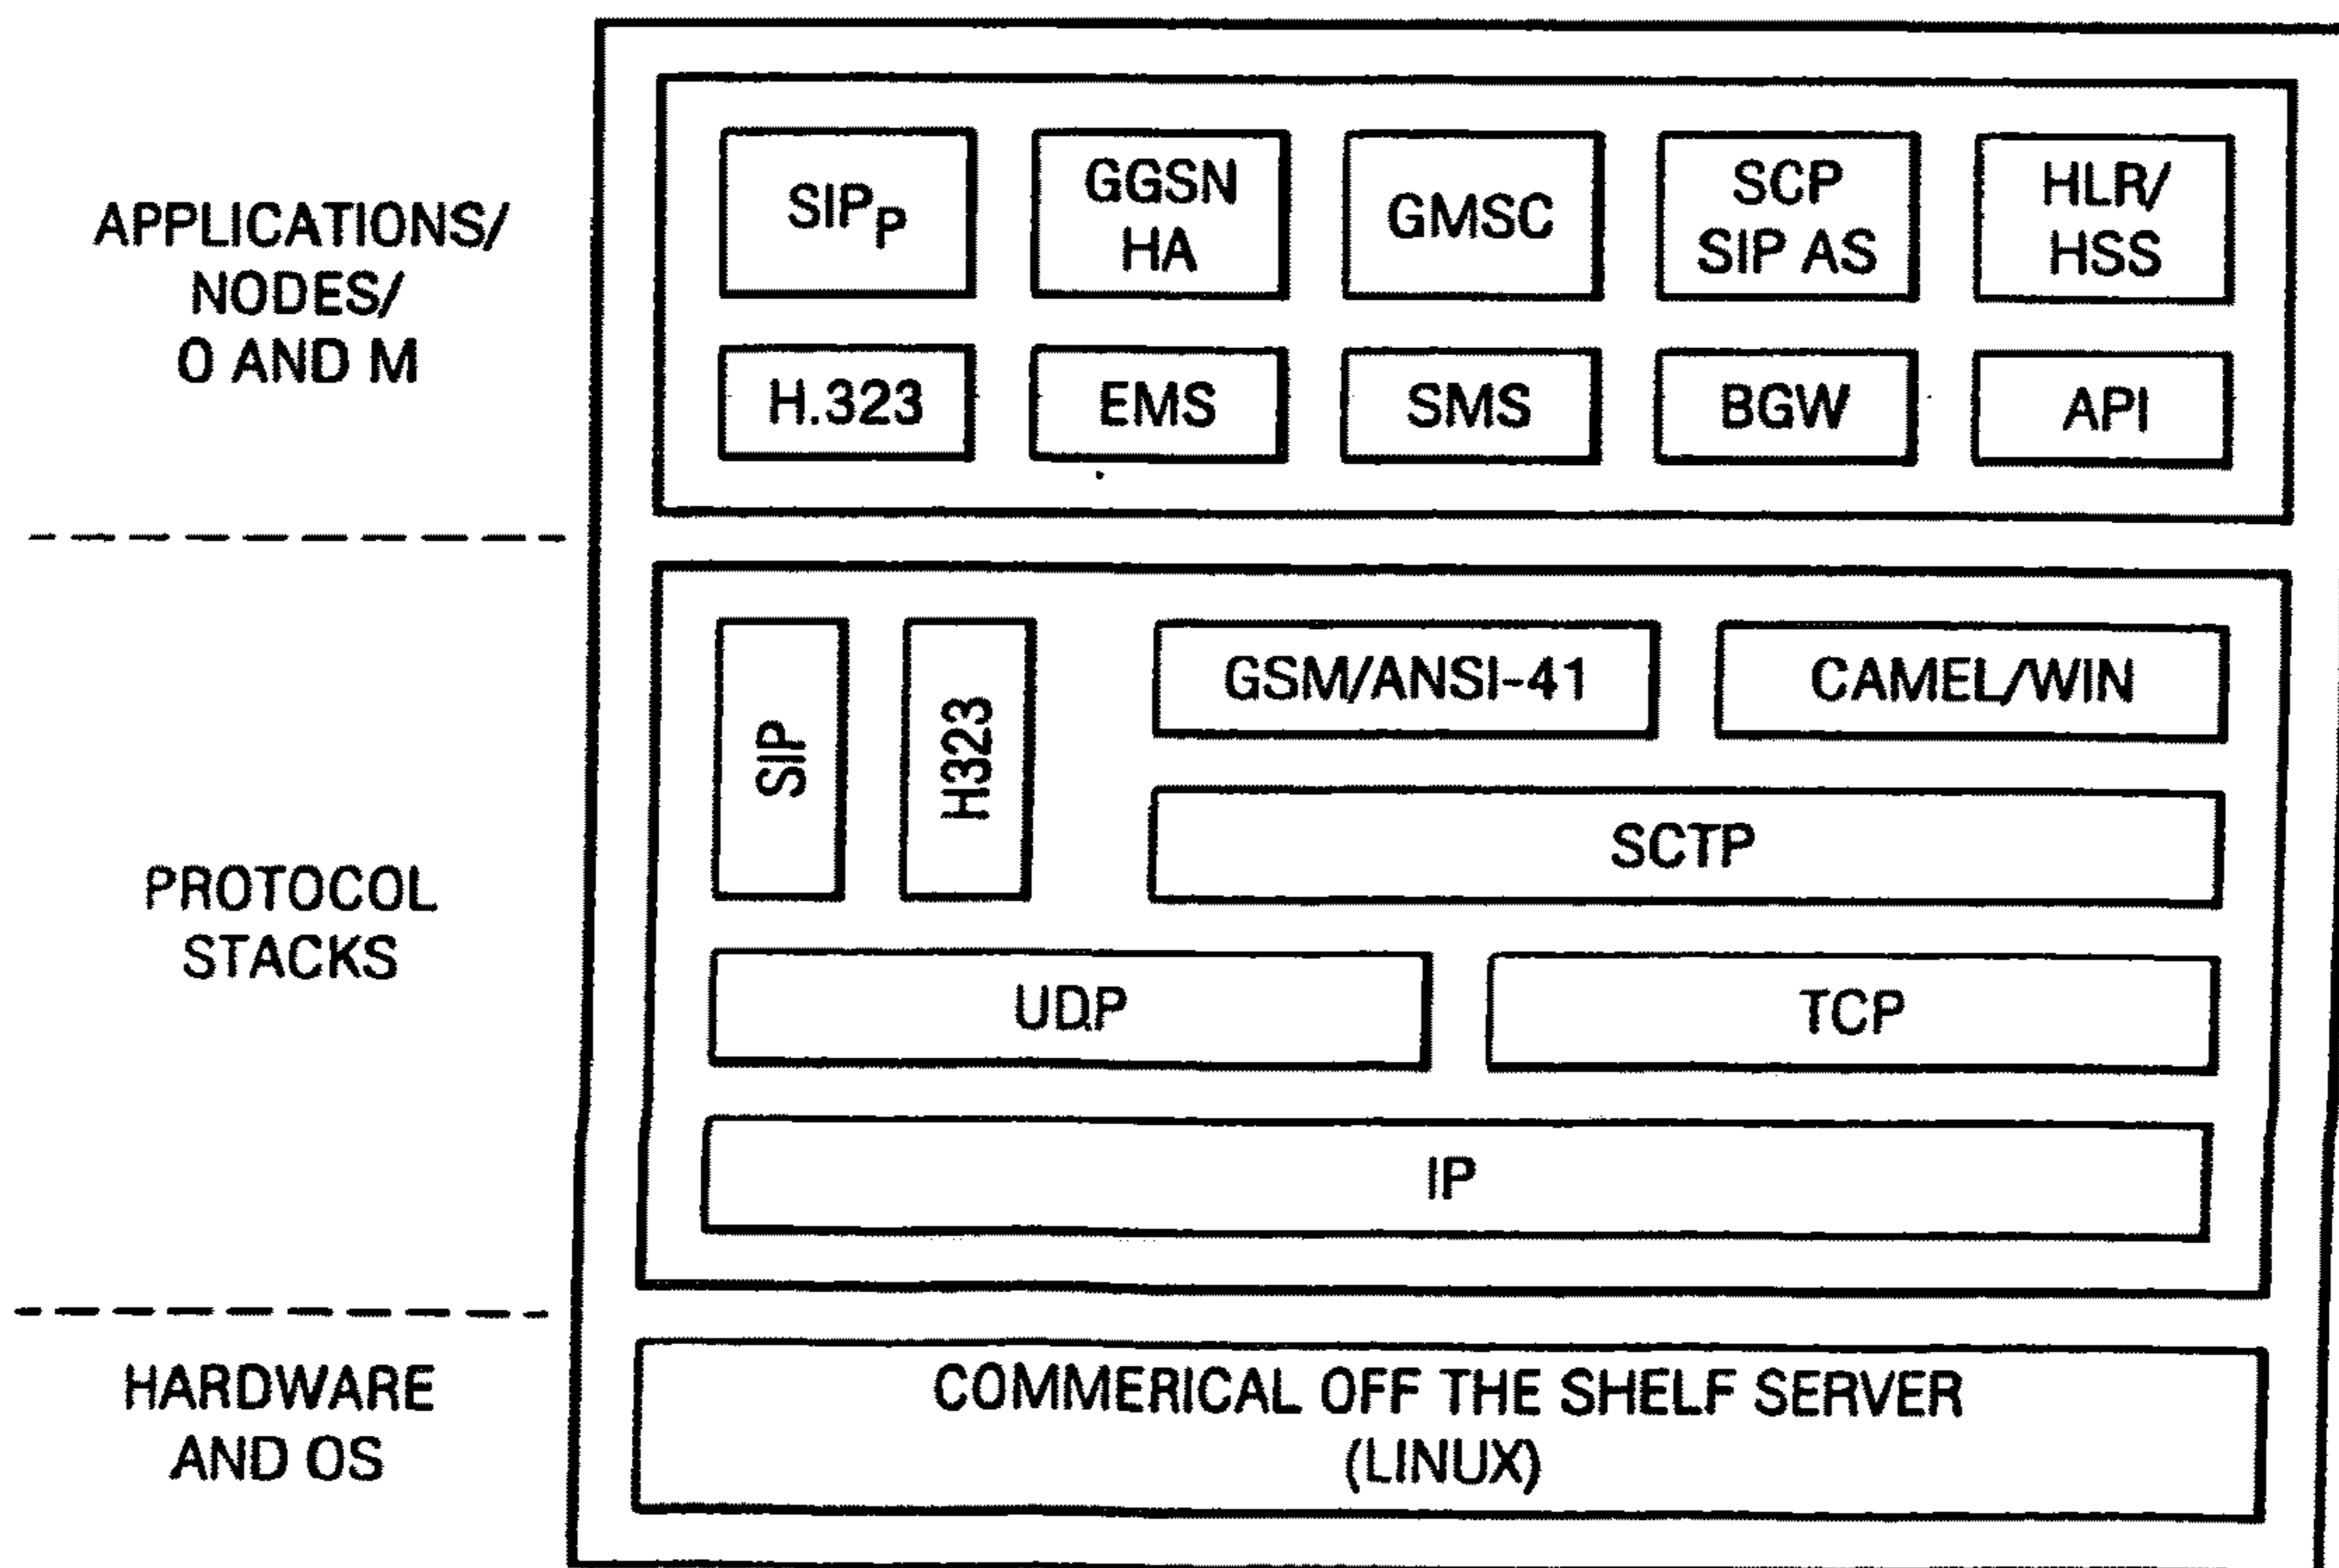 APPLICATIONS/
NODES/
O AND M
SIPP
GGSN
HA
GMSC
SCP
SIP AS
HLR/
HSS
H.323
EMS
SMS
BGW
API
PROTOCOL
STACKS
SIP
H323
GSM/ANSI-41
CAMEL/WIN
SCTP
UDP
TCP
IP
HARDWARE
AND OS
COMMERICAL OFF THE SHELF SERVER
(LINUX)